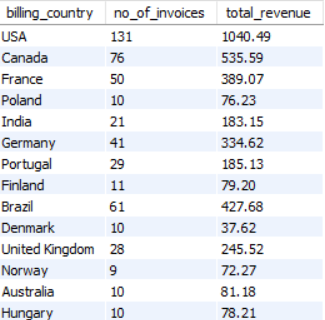 billing_country no_of_invoices total_revenue
USA 131 1040.49
Canada 76 535.59
France 50 389.07
Poland 10 76.23
India 21 183.15
Germany 41 334.62
Portugal 29 185.13
Finland 11 79.20
Brazil 61 427.68
Denmark 10 37.62
United Kingdom 28 245.52
Norway 9 72.27
Australia 10 81.18
Hungary 10 78.21